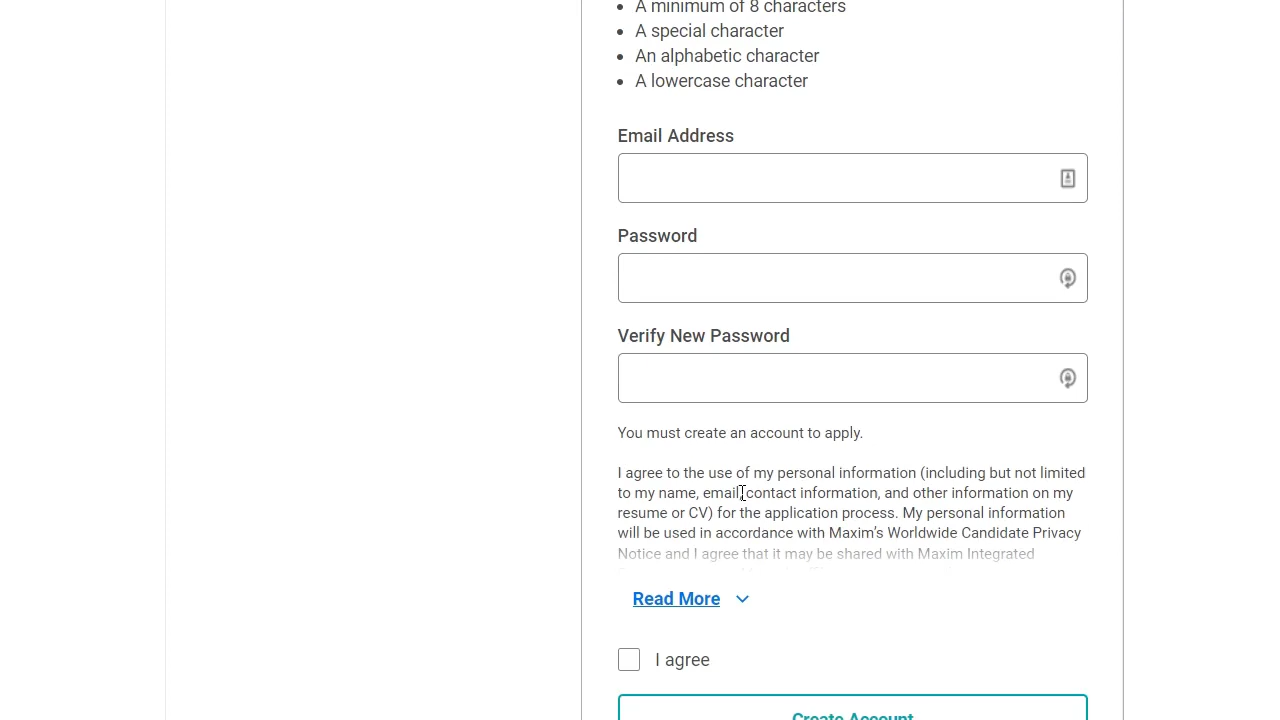 A minimum of 8 characters
A special character
An alphabetic character
A lowercase character
Email Address
Password
Verify New Password
You must create an account to apply.
I agree to the use of my personal information (including but not limited
to my name, email, contact information, and other information on my
resume or CV) for the application process. My personal information
will be used in accordance with Maxim’s Worldwide Candidate Privacy
Notice and I agree that it may be shared with Maxim Integrated
Read More
I agree
Create Account